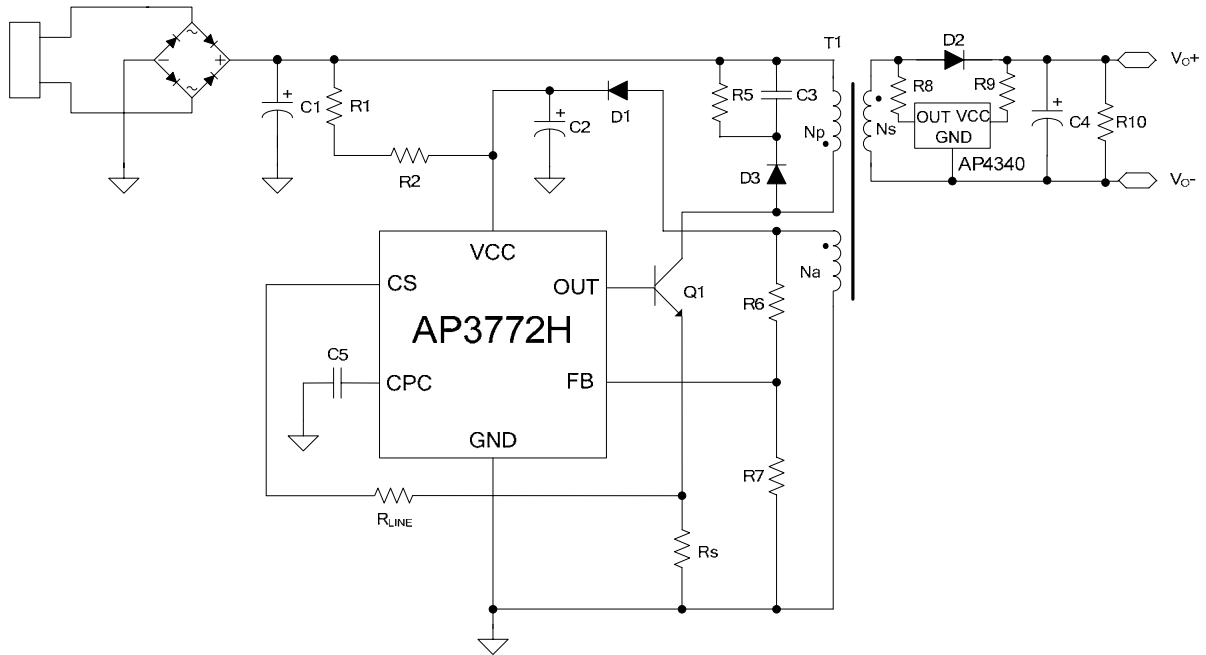 T1
D2
VO+
~
- +
~
C1
R1
C2
D1
R5
C3
Np
Ns
R8
R9
OUT VCC
GND
AP4340
C4
R10
R2
D3
VO-
VCC
CS
OUT
Q1
Na
R6
AP3772H
C5
CPC
FB
GND
R7
RLINE
Rs
+
+
+